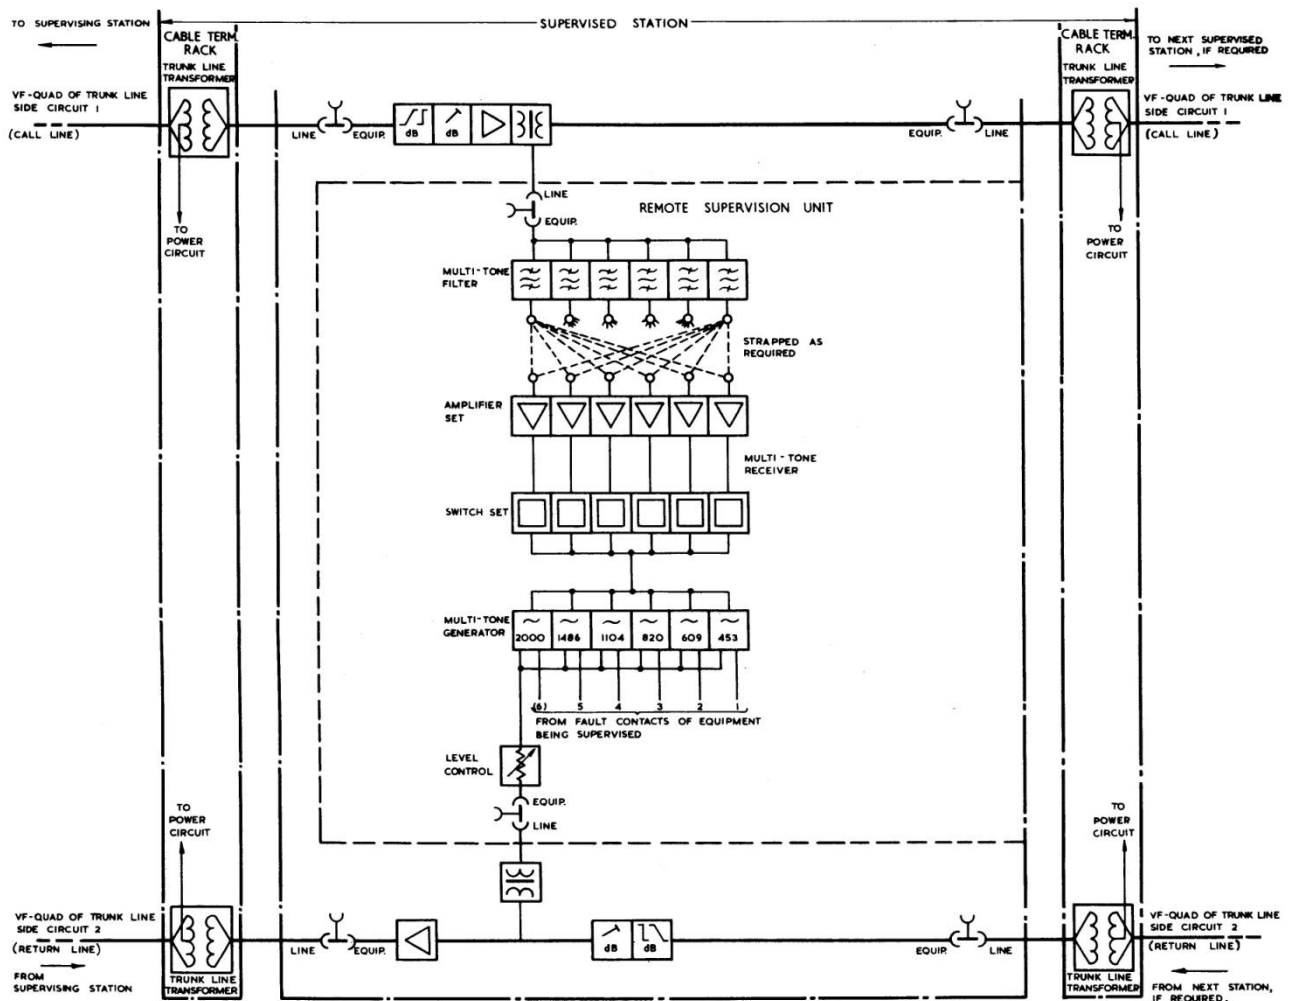 TO SUPERVISING STATION
SUPERVISED STATION
CABLE TERM.
RACK
TRUNK LINE
TRANSFORMER
CABLE TERM.
RACK
TRUNK LINE
TRANSFORMER
TO NEXT SUPERVISED
STATION, IF REQUIRED
VF-QUAD OF TRUNK LINE
SIDE CIRCUIT 1
(CALL LINE)
LINE
EQUIP.
dB
dB
EQUIP.
LINE
VF-QUAD OF TRUNK LINE
SIDE CIRCUIT 1
(CALL LINE)
TO
POWER
CIRCUIT
LINE
EQUIP.
REMOTE SUPERVISION UNIT
TO
POWER
CIRCUIT
MULTI-TONE
FILTER
STRAPPED AS
REQUIRED
AMPLIFIER
SET
MULTI-TONE
RECEIVER
SWITCH SET
MULTI-TONE
GENERATOR
2000 1486 1104 820 609 453
(6) 5 4 3 2 1
FROM FAULT CONTACTS OF EQUIPMENT
BEING SUPERVISED
LEVEL
CONTROL
EQUIP.
LINE
TO
POWER
CIRCUIT
TO
POWER
CIRCUIT
VF-QUAD OF TRUNK LINE
SIDE CIRCUIT 2
(RETURN LINE)
FROM
SUPERVISING STATION
TRUNK LINE
TRANSFORMER
LINE
EQUIP.
dB
dB
EQUIP.
LINE
TRUNK LINE
TRANSFORMER
VF-QUAD OF TRUNK LINE
SIDE CIRCUIT 2
(RETURN LINE)
FROM NEXT STATION,
IF REQUIRED.